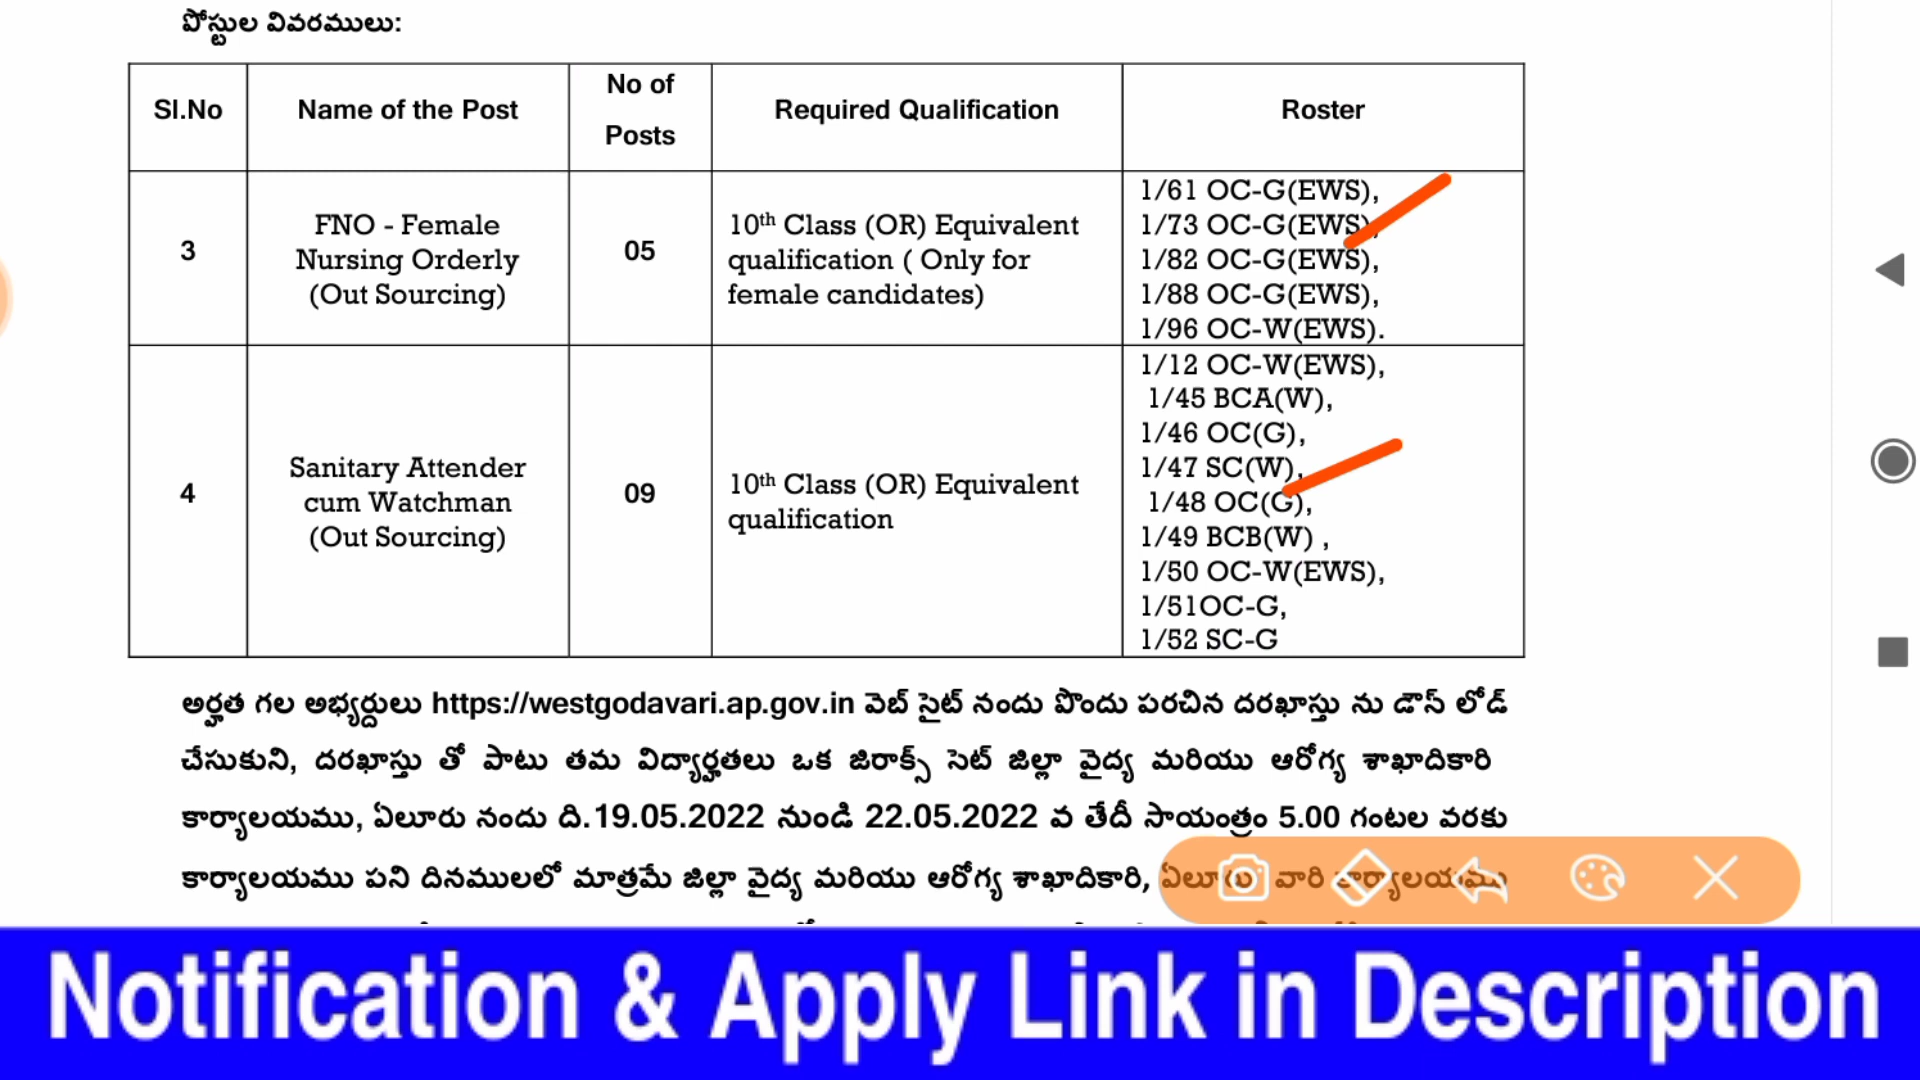 పోస్టుల వివరములు:
Sl.No
Name of the Post
No of
Posts
Required Qualification
Roster
3
FNO - Female
Nursing Orderly
(Out Sourcing)
05
10th Class (OR) Equivalent
qualification ( Only for
female candidates)
1/61 OC-G(EWS),
1/73 OC-G(EWS),
1/82 OC-G(EWS),
1/88 OC-G(EWS),
1/96 OC-W(EWS).
4
Sanitary Attender
cum Watchman
(Out Sourcing)
09
10th Class (OR) Equivalent
qualification
1/12 OC-W(EWS),
1/45 BCA(W),
1/46 OC(G),
1/47 SC(W),
1/48 OC(G),
1/49 BCB(W) ,
1/50 OC-W(EWS),
1/51OC-G,
1/52 SC-G
అర్హత గల అభ్యర్దులు https://westgodavari.ap.gov.in వెబ్ సైట్ నందు పొందు పరచిన దరఖాస్తు ను డౌన్ లోడ్
చేసుకుని, దరఖాస్తు తో పాటు తమ విద్యార్హతలు ఒక జిరాక్స్ సెట్ జిల్లా వైద్య మరియు ఆరోగ్య శాఖాదికారి
కార్యాలయము, ఏలూరు నందు ది.19.05.2022 నుండి 22.05.2022 వ తేదీ సాయంత్రం 5.00 గంటల వరకు
కార్యాలయము పని దినములలో మాత్రమే జిల్లా వైద్య మరియు ఆరోగ్య శాఖాదికారి, ఏలూరు వారి కార్యాలయము
Notification & Apply Link in Description